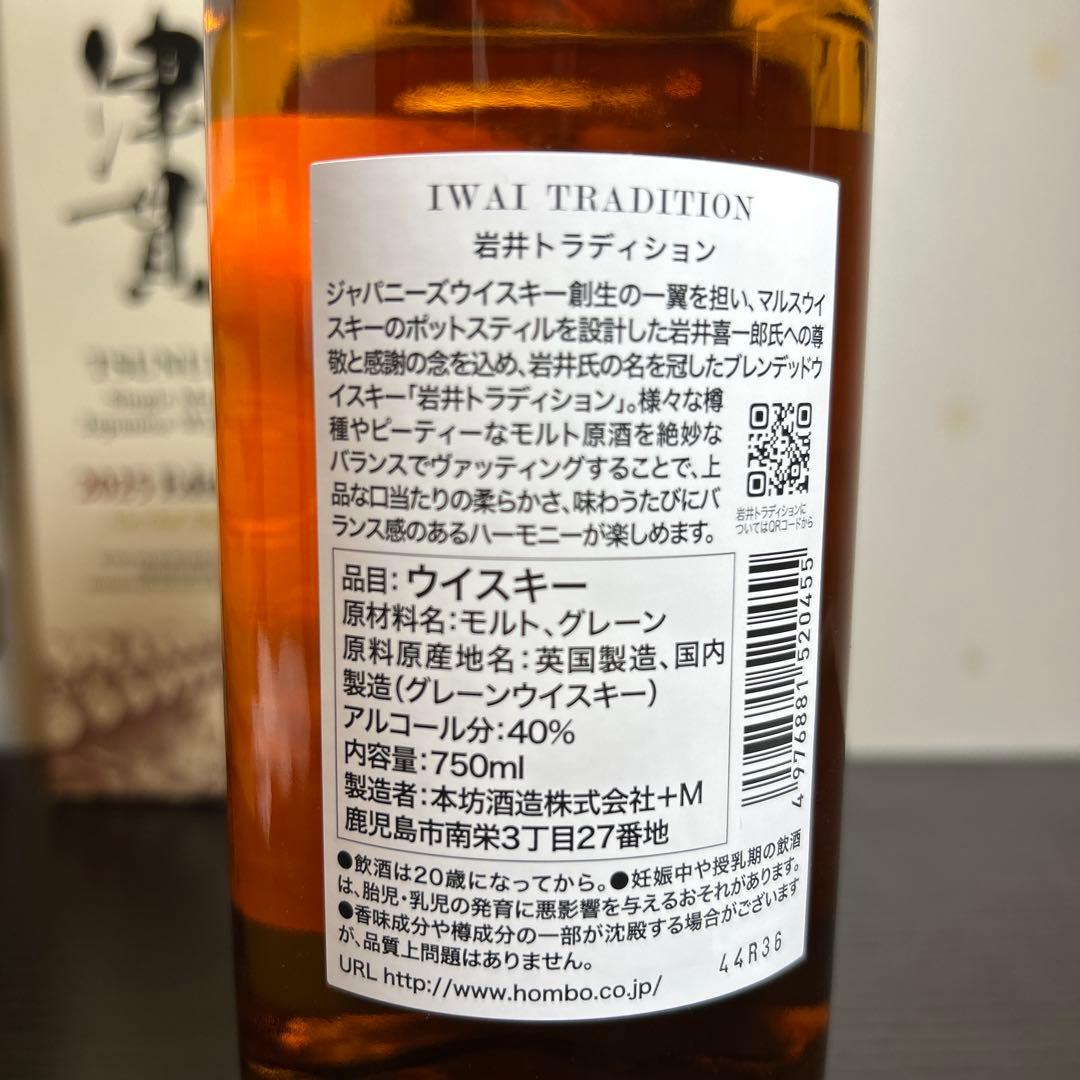 津
貫
IWAI TRADITION
岩井トラディション
ジャパニーズウイスキー創生の一翼を担い、マルスウイ
スキーのポットスティルを設計した岩井喜一郎氏への尊
敬と感謝の念を込め、岩井氏の名を冠したブレンデッドウ
イスキー「岩井トラディション」。様々な樽
種やピーティーなモルト原酒を絶妙な
バランスでヴァッティングすることで、上
品な口当たりの柔らかさ、味わうたびにバ
ランス感のあるハーモニーが楽しめます。
岩井トラディションに
ついてはQRコードから
品目：ウイスキー
原材料名：モルト、グレーン
原料原産地名：英国製造、国内
製造（グレーンウイスキー）
アルコール分：40%
内容量：750ml
製造者：本坊酒造株式会社+M
鹿児島市南栄3丁目27番地
4 976881 520455
●飲酒は20歳になってから。●妊娠中や授乳期の飲酒
は、胎児・乳児の発育に悪影響を与えるおそれがあります。
●香味成分や樽成分の一部が沈殿する場合がございます
が、品質上問題はありません。
URL http://www.hombo.co.jp/
44R36